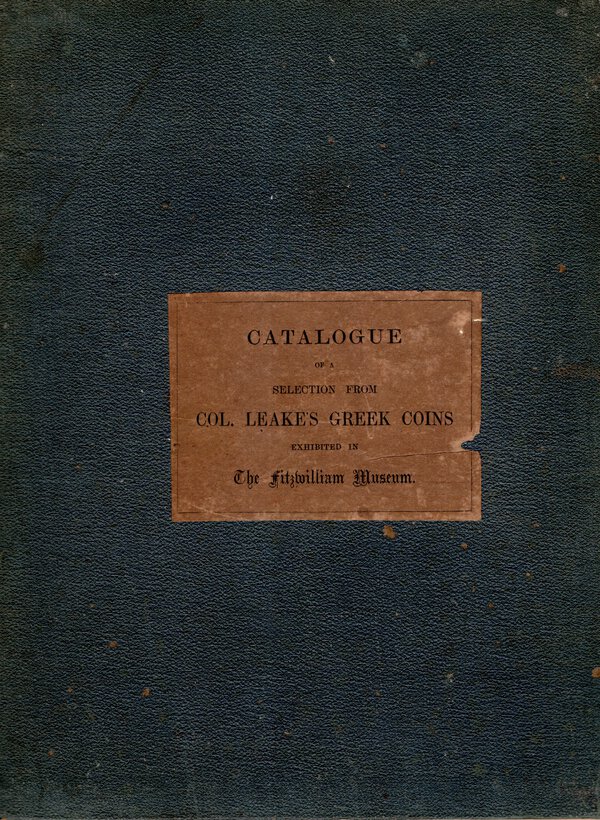 CATALOGUE
OF A
SELECTION FROM
COL. LEAKE'S GREEK COINS
EXHIBITED IN
The Fitzwilliam Museum.